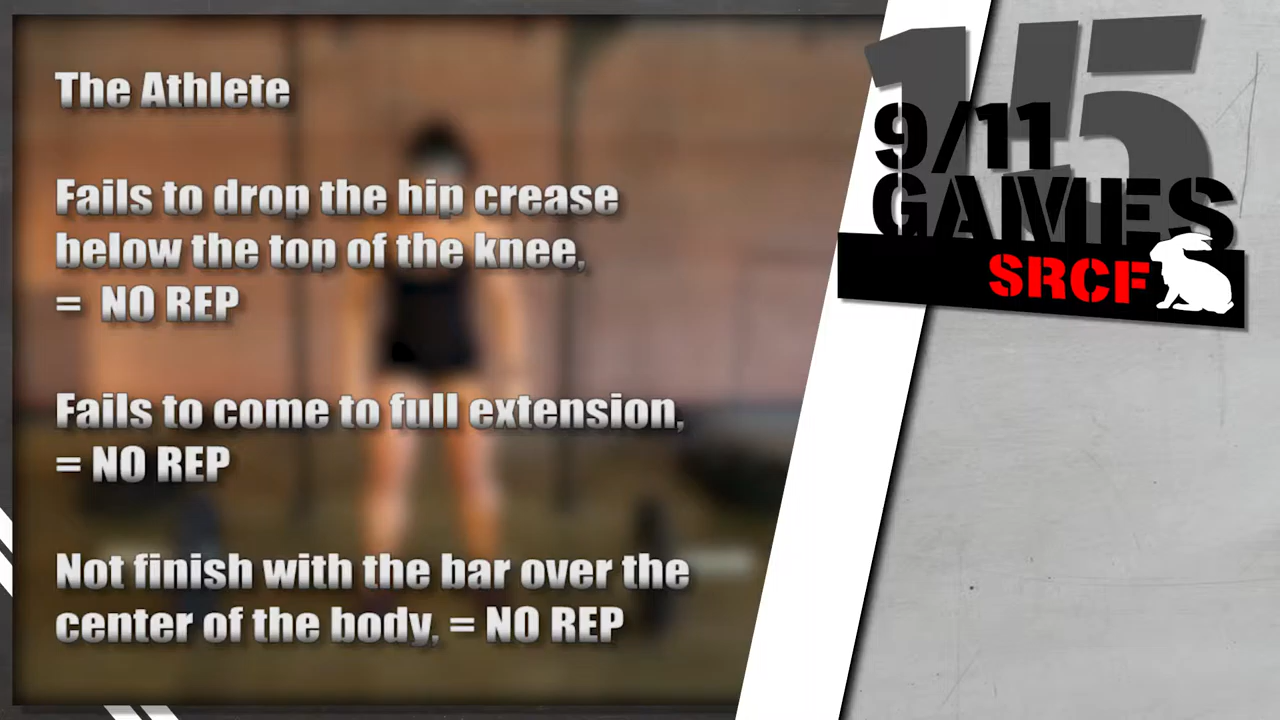 The Athlete
Fails to drop the hip crease
below the top of the knee,
= NO REP
Fails to come to full extension,
= NO REP
Not finish with the bar over the
center of the body, = NO REP
15
9/11
GAMES
SRCF